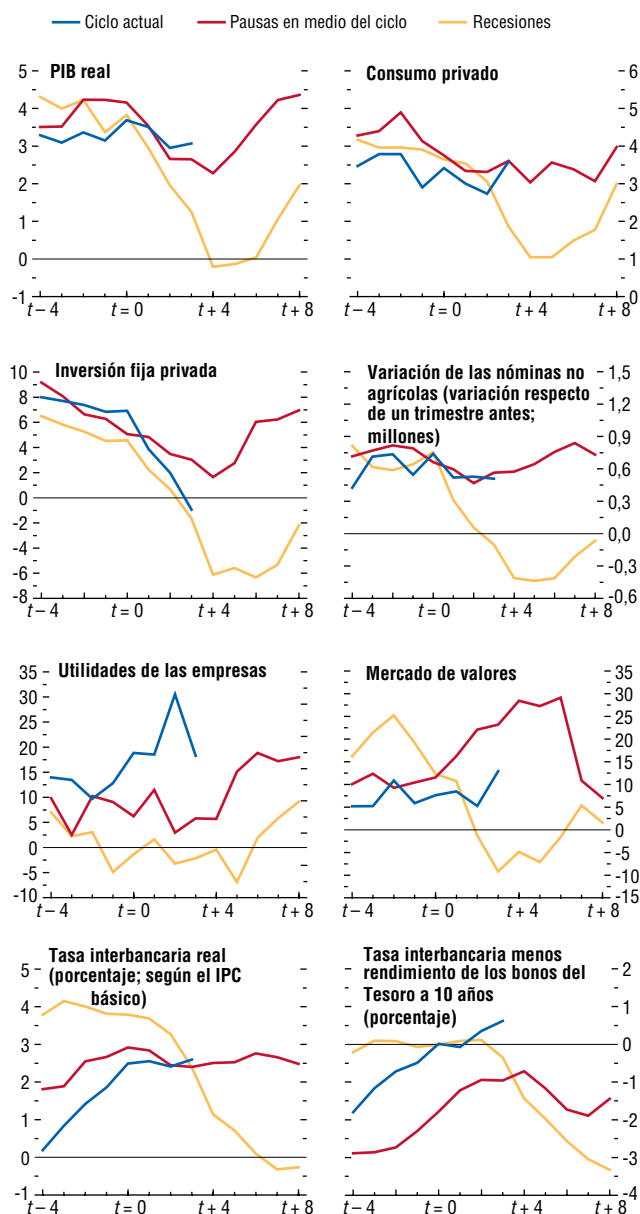 Ciclo actual Pausas en medio del ciclo Recesiones
PIB real
5
4
3
2
1
0
-1
t – 4 t = 0 t + 4 t + 8
Consumo privado
6
5
4
3
2
1
0
t – 4 t = 0 t + 4 t + 8
Inversión fija privada
10
8
6
4
2
0
-2
-4
-6
-8
t – 4 t = 0 t + 4 t + 8
Variación de las nóminas no
agrícolas (variación respecto
de un trimestre antes;
millones)
1,5
1,2
0,9
0,6
0,3
0,0
-0,3
-0,6
t – 4 t = 0 t + 4 t + 8
Utilidades de las empresas
35
30
25
20
15
10
5
0
-5
-10
t – 4 t = 0 t + 4 t + 8
Mercado de valores
35
30
25
20
15
10
5
0
-5
-10
-15
t – 4 t = 0 t + 4 t + 8
Tasa interbancaria real
(porcentaje; según el IPC
básico)
5
4
3
2
1
0
-1
t – 4 t = 0 t + 4 t + 8
Tasa interbancaria menos
rendimiento de los bonos del
Tesoro a 10 años
(porcentaje)
2
1
0
-1
-2
-3
-4
t – 4 t = 0 t + 4 t + 8